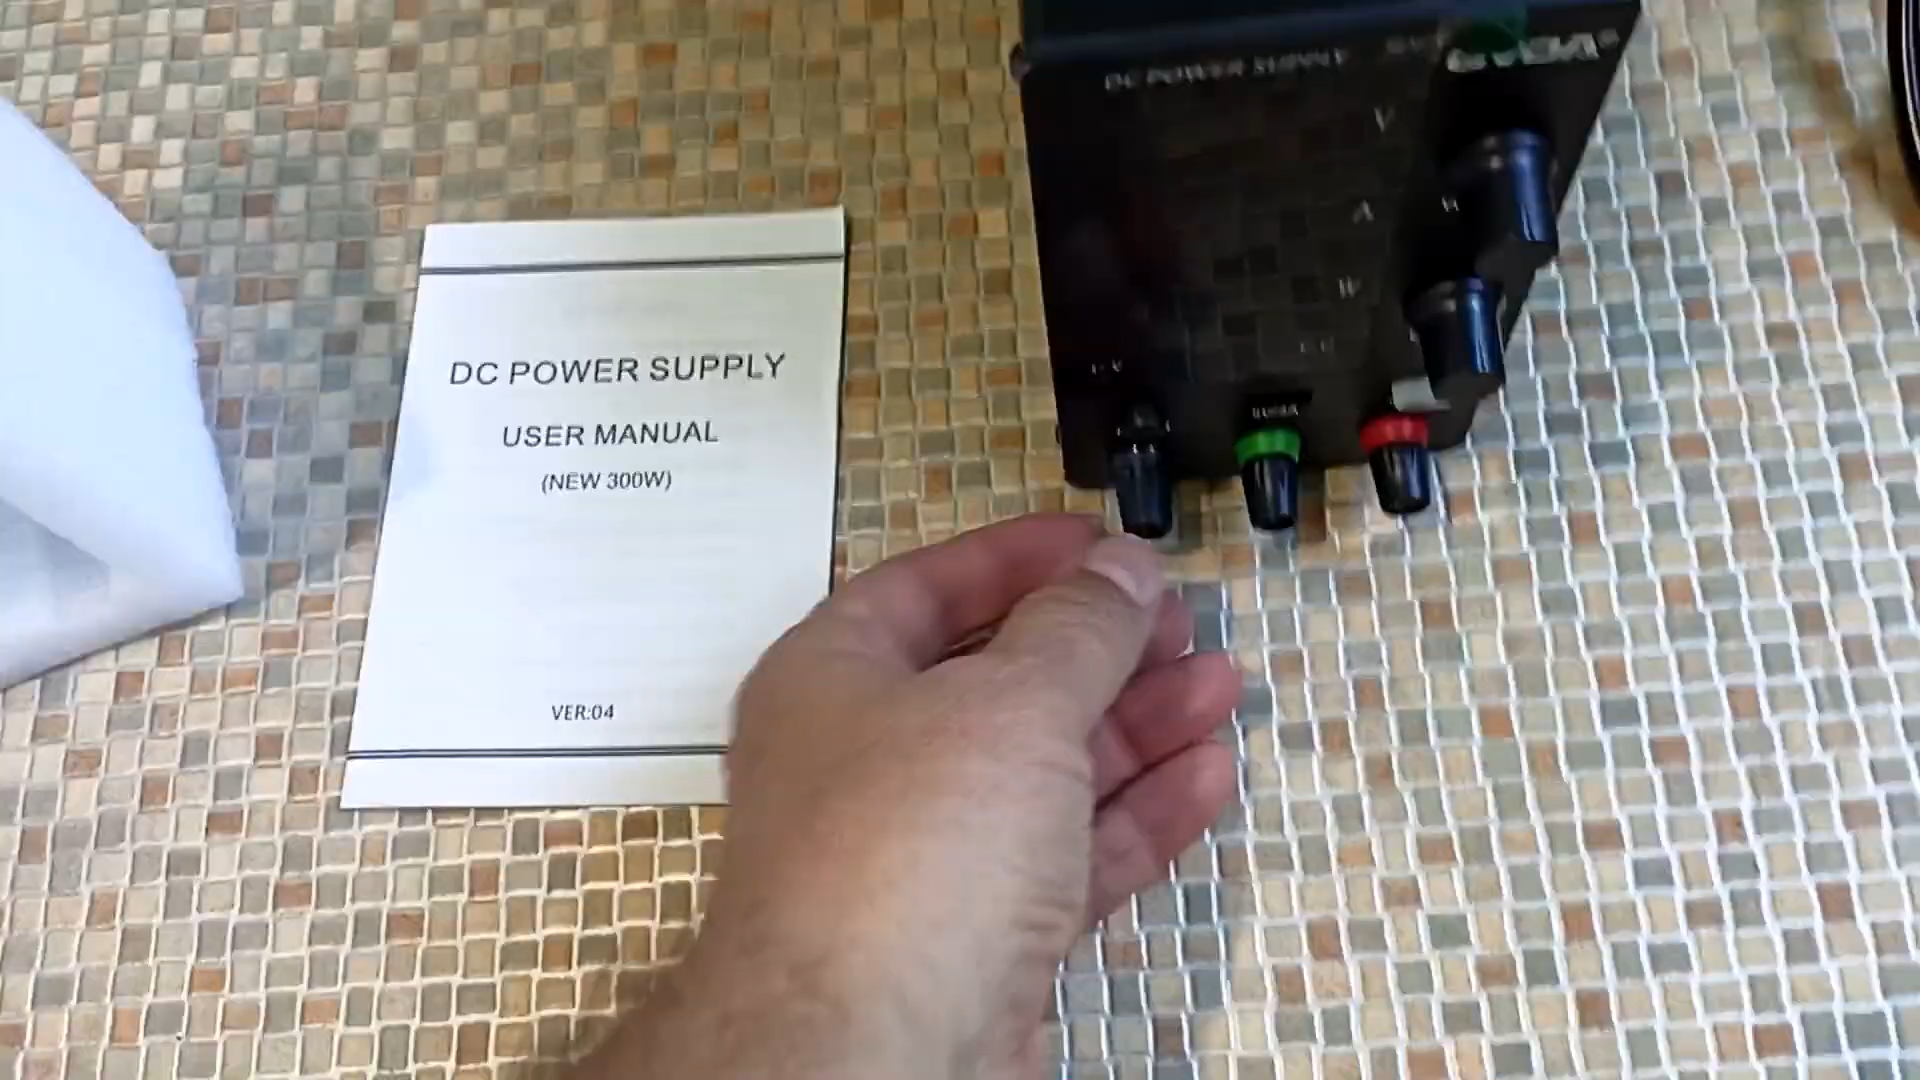 DC POWER SUPPLY
USER MANUAL
(NEW 300W)
VER:04
DC POWER SUPPLY
V
A
W
C.V
C.C